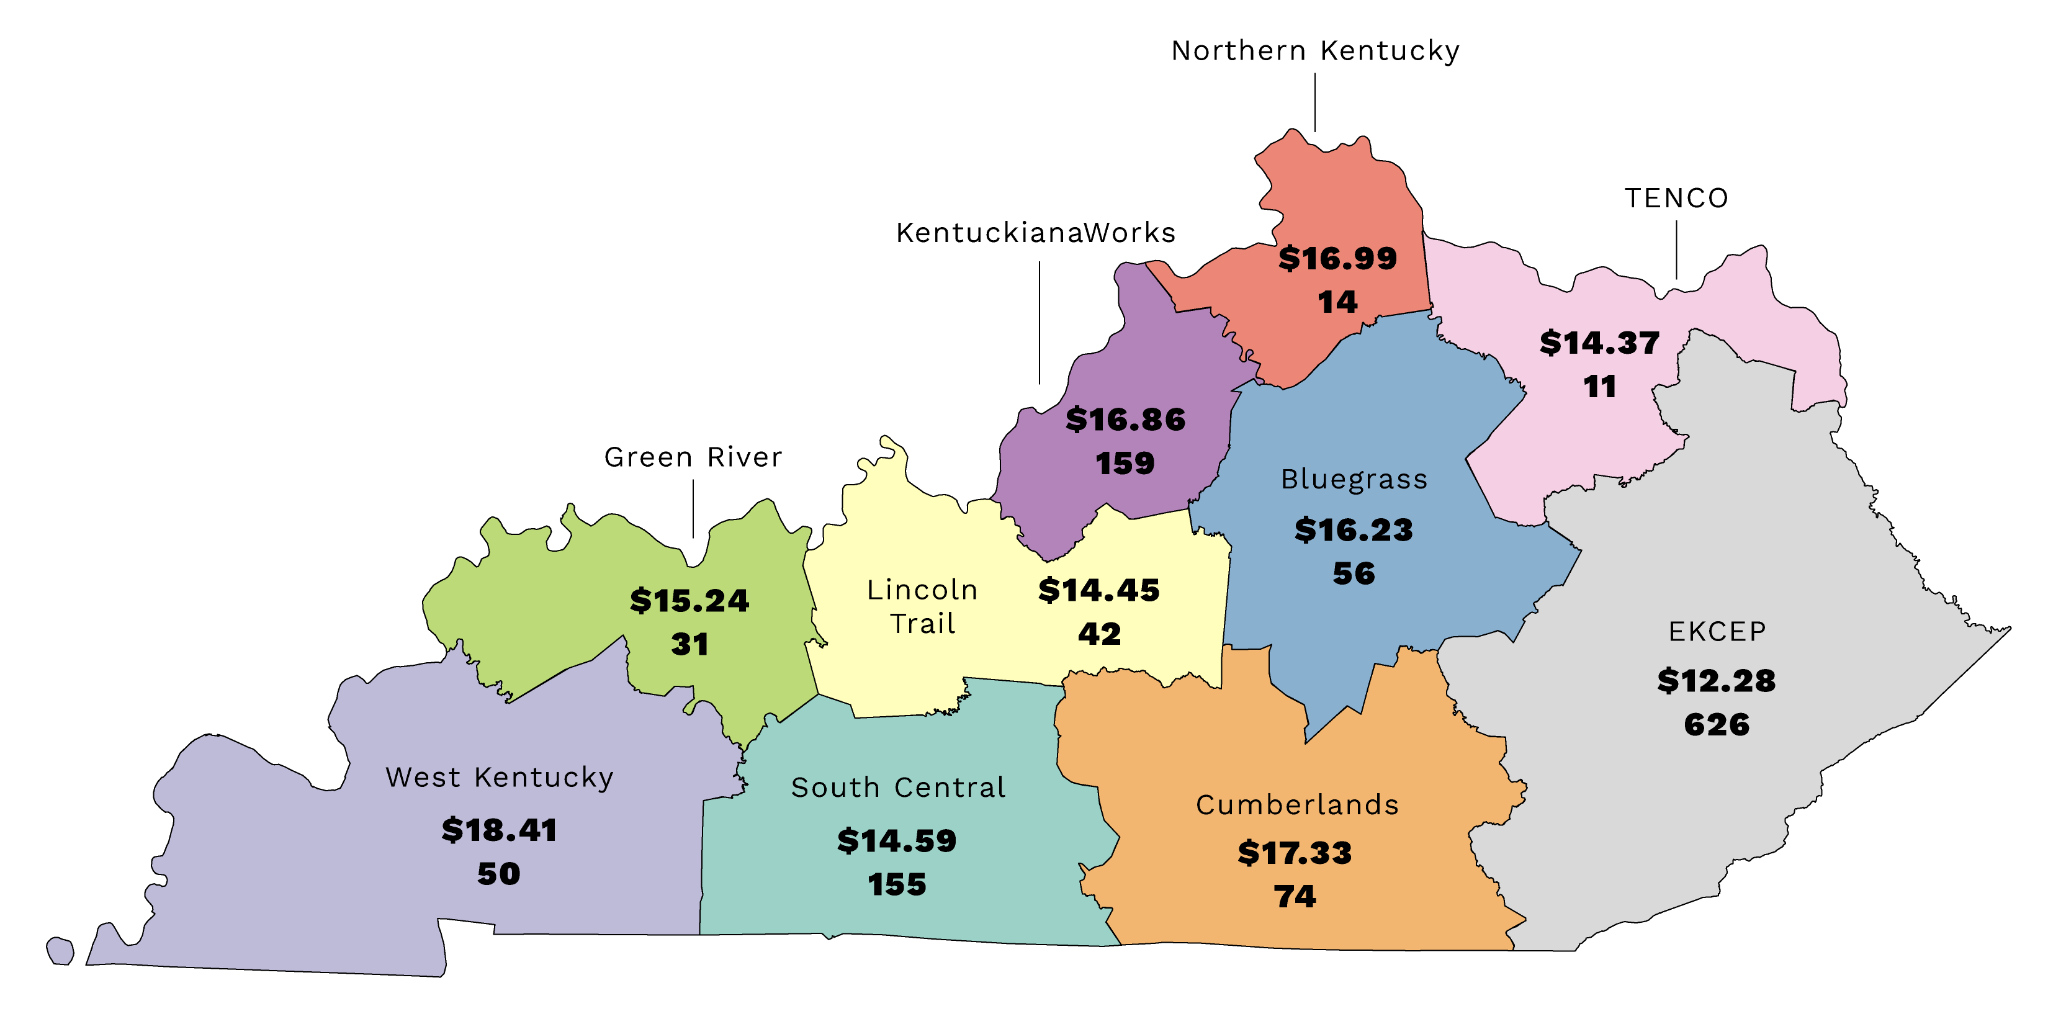 Northern Kentucky
$16.99
14
TENCO
$14.37
11
KentuckianaWorks
$16.86
159
Green River
$15.24
31
Lincoln
Trail
$14.45
42
Bluegrass
$16.23
56
EKCEP
$12.28
626
West Kentucky
$18.41
50
South Central
$14.59
155
Cumberlands
$17.33
74